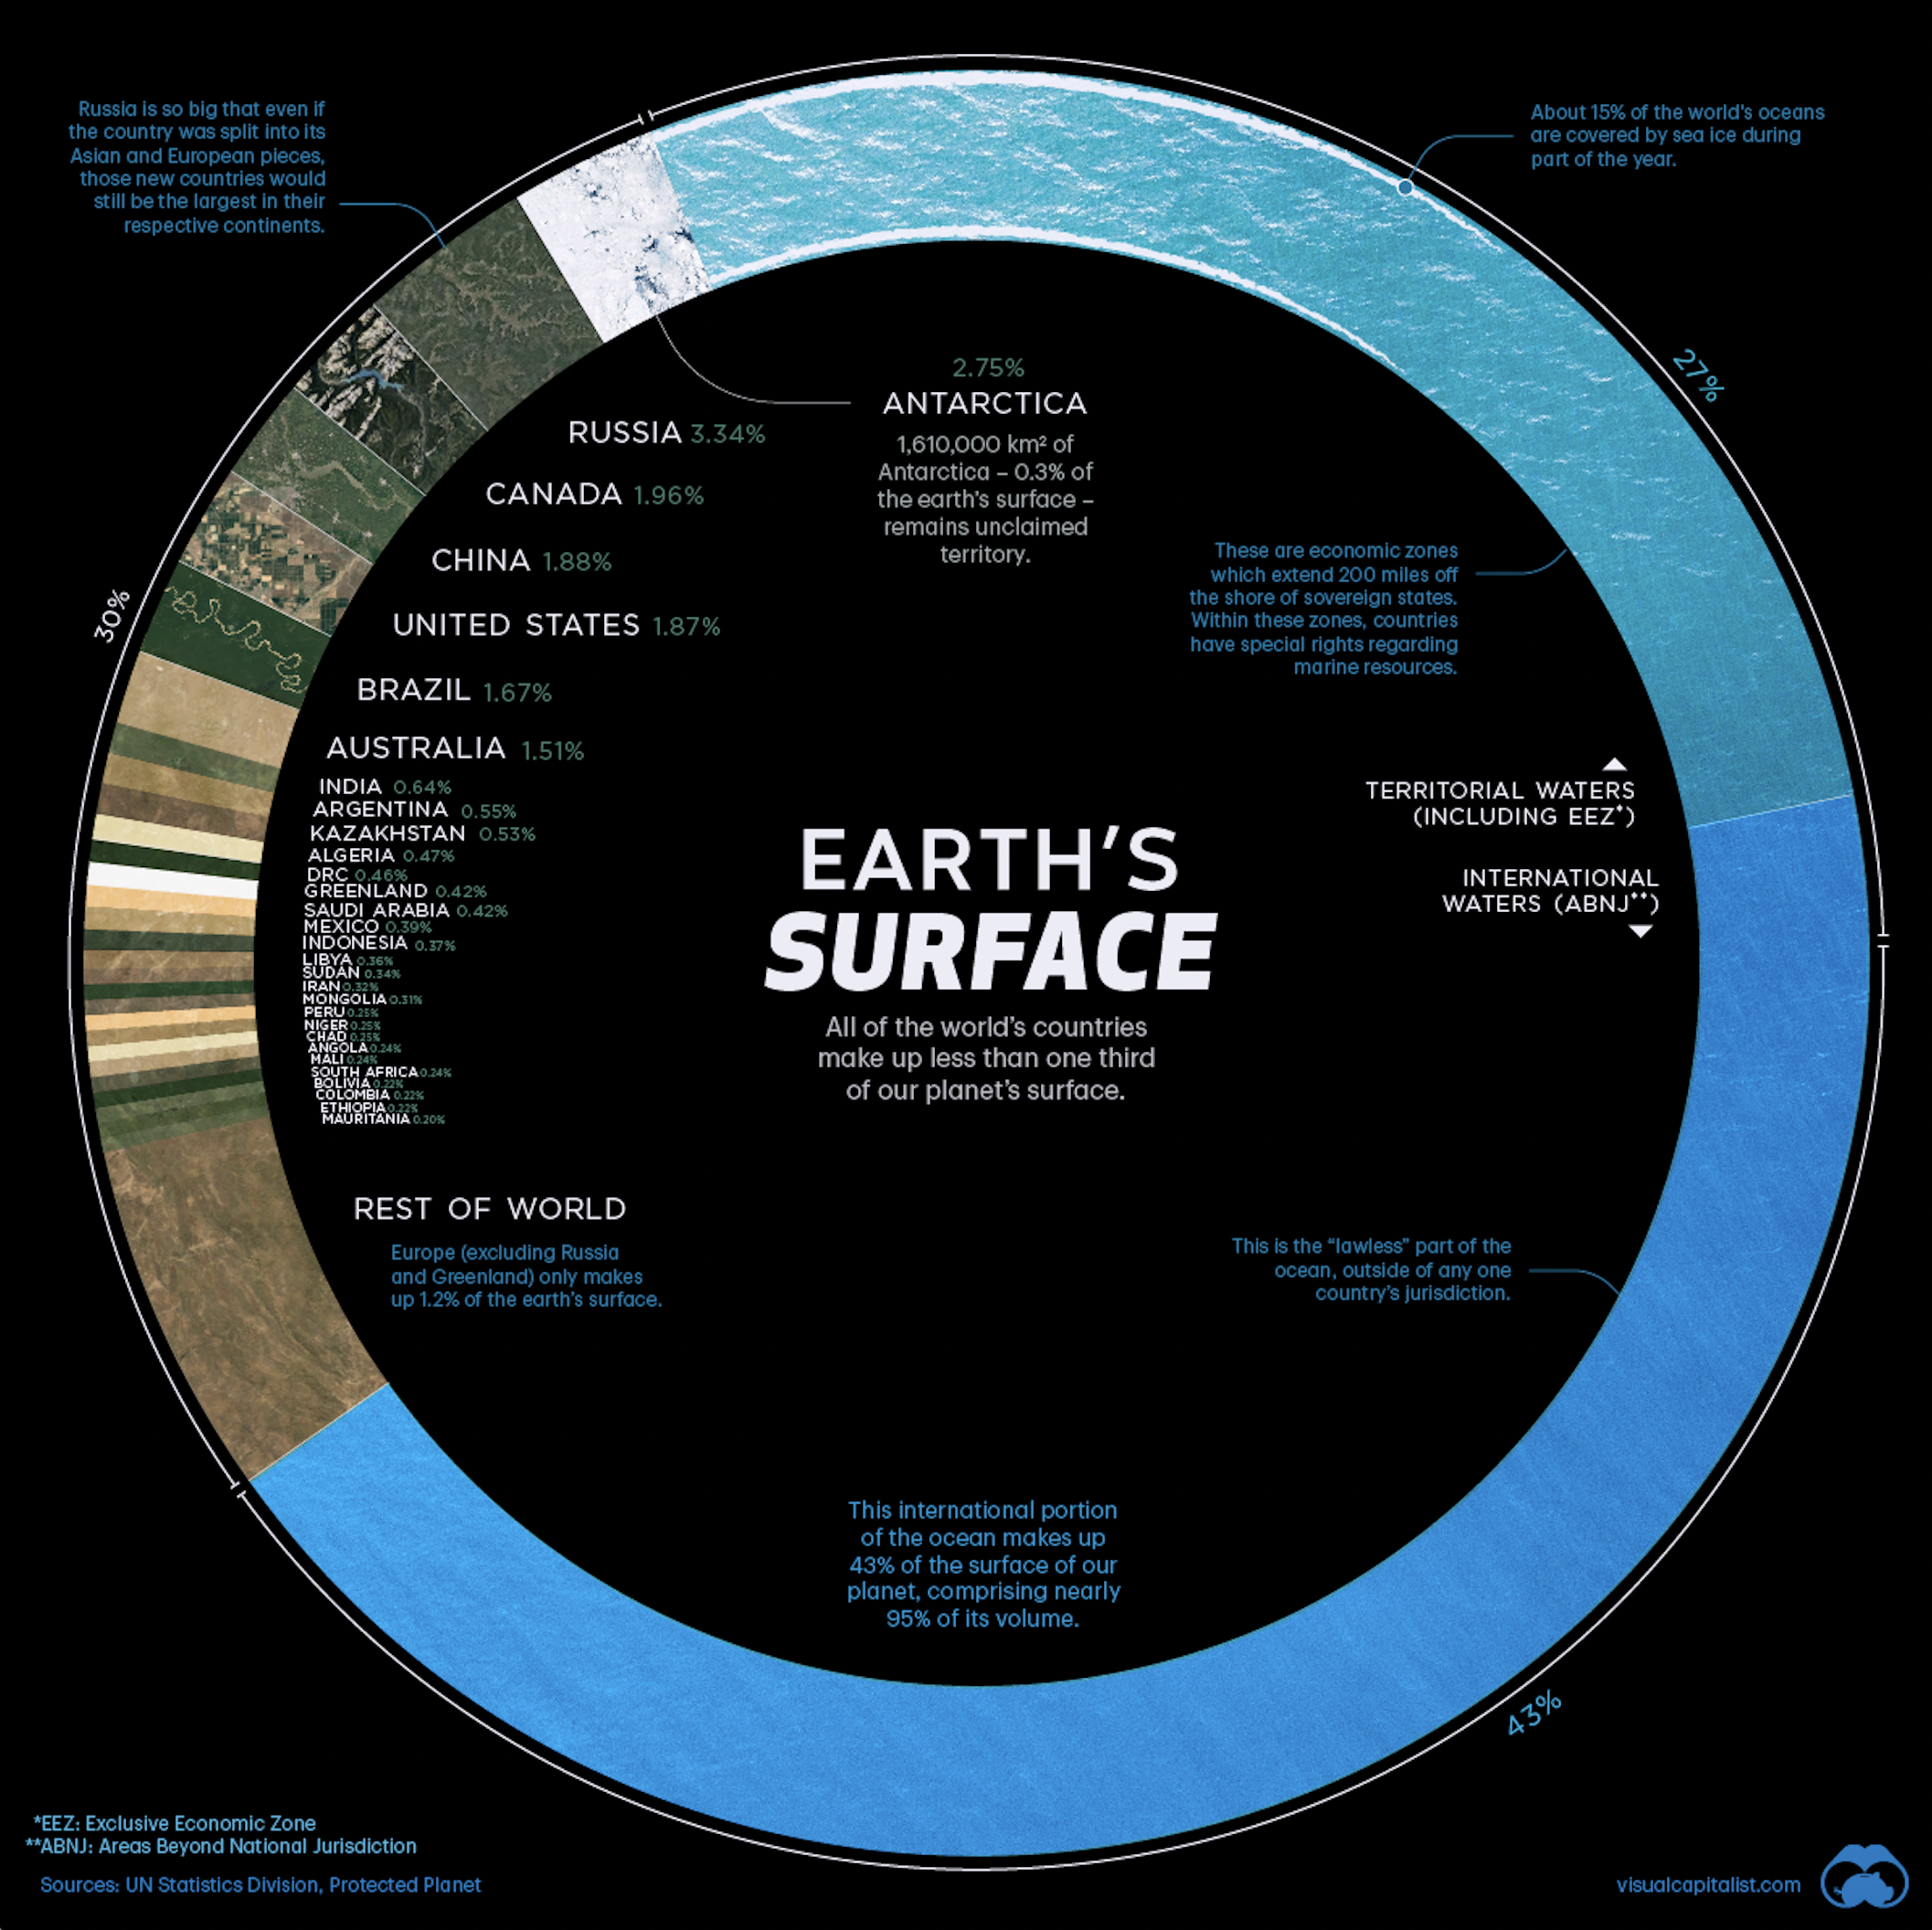 Russia is so big that even if
the country was split into its
Asian and European pieces,
those new countries would
still be the largest in their
respective continents.
About 15% of the world's oceans
are covered by sea ice during
part of the year.
27%
2.75%
ANTARCTICA
1,610,000 km² of
Antarctica – 0.3% of
the earth's surface –
remains unclaimed
territory.
30%
RUSSIA 3.34%
CANADA 1.96%
CHINA 1.88%
UNITED STATES 1.87%
BRAZIL 1.67%
AUSTRALIA 1.51%
INDIA 0.64%
ARGENTINA 0.55%
KAZAKHSTAN 0.53%
ALGERIA 0.47%
DRC 0.46%
GREENLAND 0.42%
SAUDI ARABIA 0.42%
MEXICO 0.39%
INDONESIA 0.37%
LIBYA 0.36%
SUDAN 0.34%
IRAN 0.32%
MONGOLIA 0.31%
PERU 0.25%
NIGER 0.25%
CHAD 0.25%
ANGOLA 0.24%
MALI 0.24%
SOUTH AFRICA 0.24%
BOLIVIA 0.22%
COLOMBIA 0.22%
ETHIOPIA 0.22%
MAURITANIA 0.20%
REST OF WORLD
Europe (excluding Russia
and Greenland) only makes
up 1.2% of the earth's surface.
These are economic zones
which extend 200 miles off
the shore of sovereign states.
Within these zones, countries
have special rights regarding
marine resources.
TERRITORIAL WATERS
(INCLUDING EEZ*)
INTERNATIONAL
WATERS (ABNJ**)
EARTH'S
SURFACE
All of the world's countries
make up less than one third
of our planet's surface.
This is the “lawless” part of the
ocean, outside of any one
country's jurisdiction.
This international portion
of the ocean makes up
43% of the surface of our
planet, comprising nearly
95% of its volume.
43%
*EEZ: Exclusive Economic Zone
**ABNJ: Areas Beyond National Jurisdiction
Sources: UN Statistics Division, Protected Planet
visualcapitalist.com